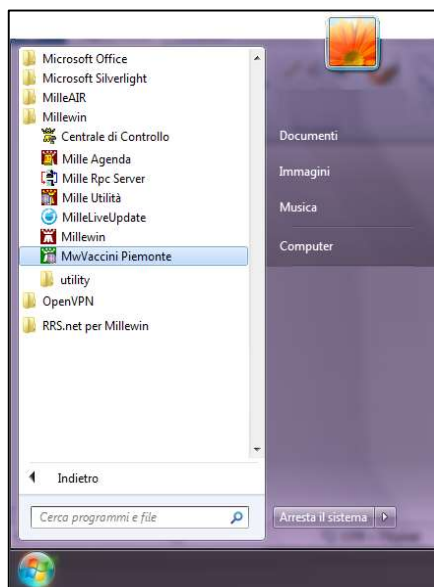 Microsoft Office
Microsoft Silverlight
MilleAIR
Millewin
Centrale di Controllo
Mille Agenda
Mille Rpc Server
Mille Utilità
MilleLiveUpdate
Millewin
MwVaccini Piemonte
utility
OpenVPN
RRS.net per Millewin
Indietro
Cerca programmi e file
Documenti
Immagini
Musica
Computer
Arresta il sistema